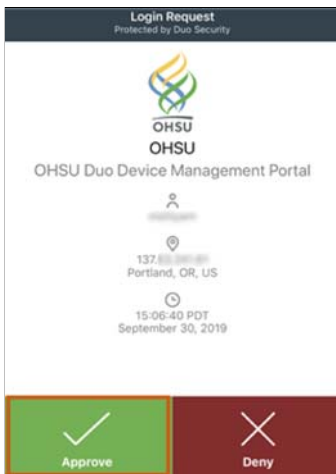 Login Request
Protected by Duo Security
OHSU
OHSU
OHSU Duo Device Management Portal
137.
Portland, OR, US
15:06:40 PDT
September 30, 2019
Approve
Deny